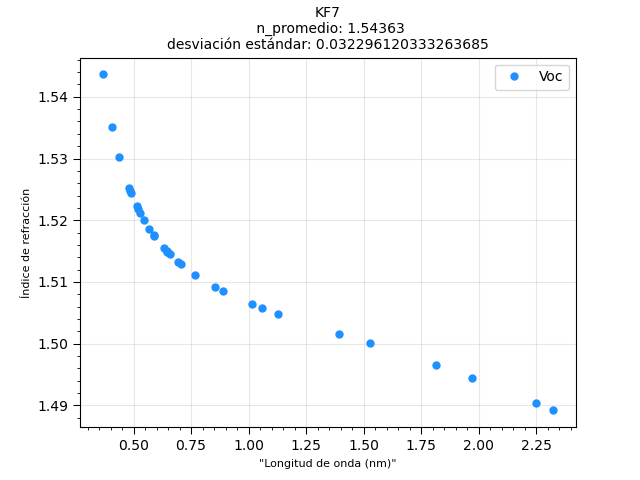 KF7
n_promedio: 1.54363
desviación estándar: 0.032296120333263685
Voc
1.54
1.53
1.52
1.51
1.50
1.49
Índice de refracción
0.50 0.75 1.00 1.25 1.50 1.75 2.00 2.25
"Longitud de onda (nm)"